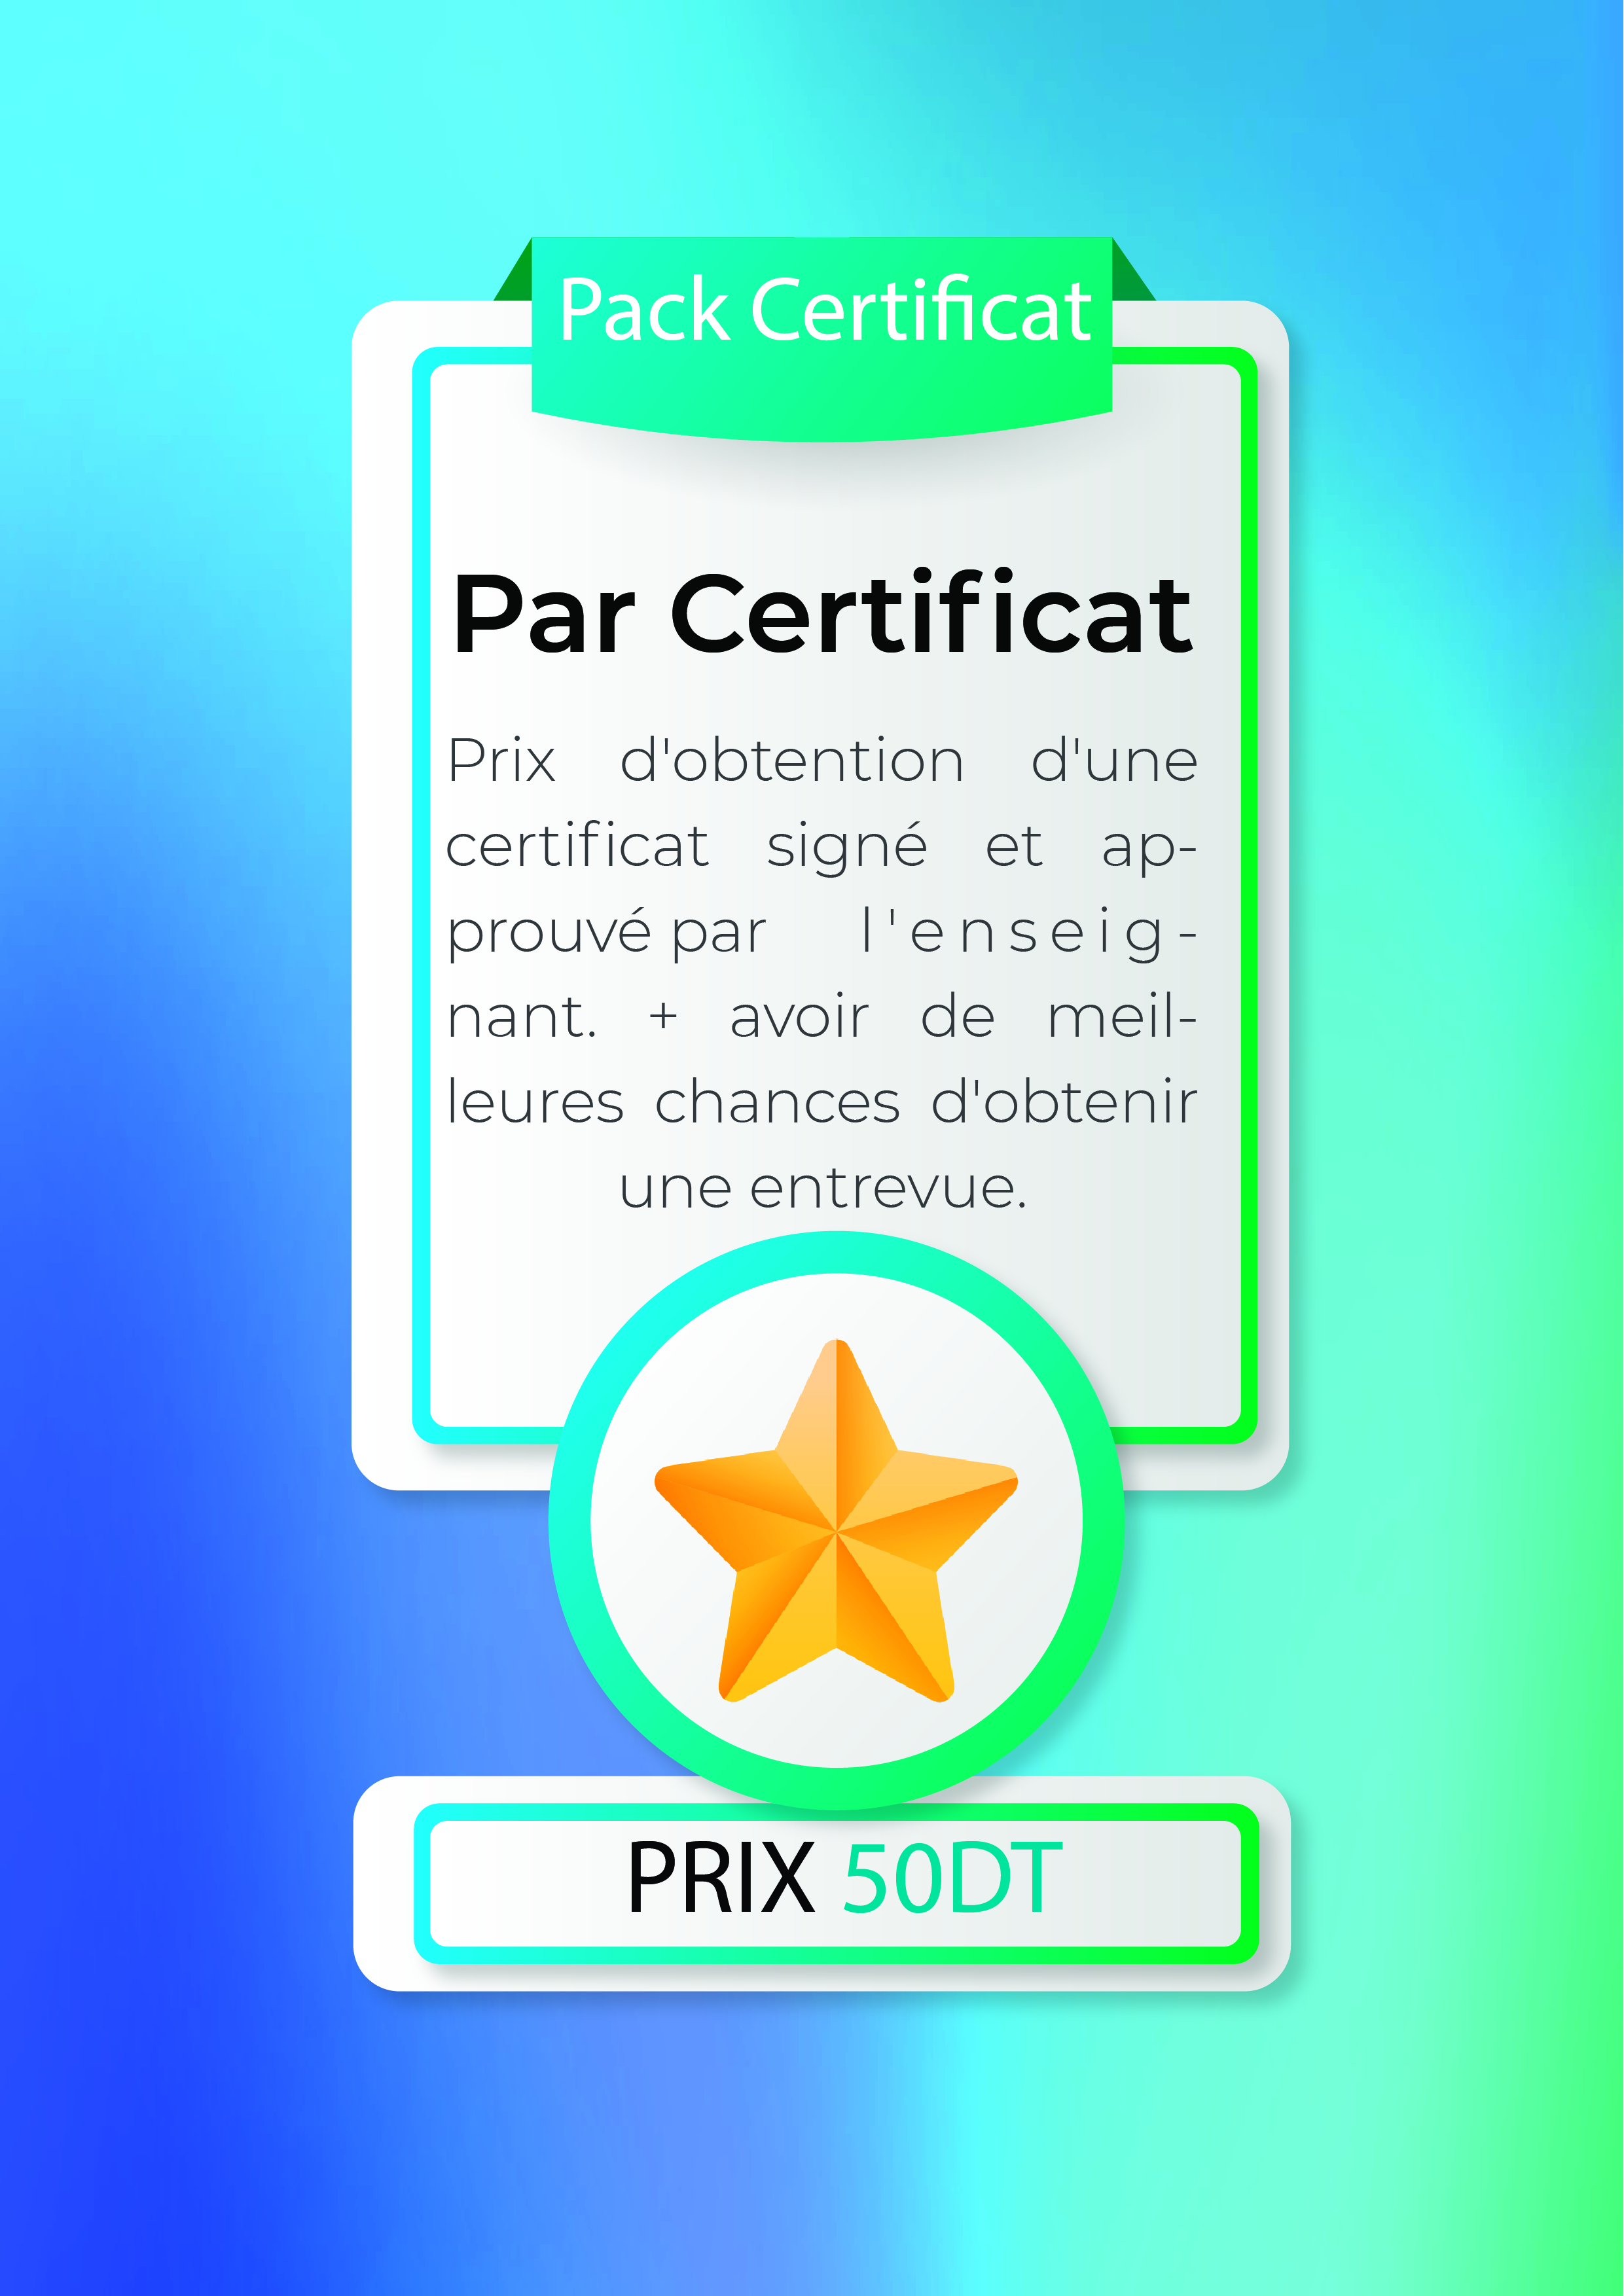 Pack Certificat
Par Certificat
Prix d'obtention d'une
certificat signé et ap-
prouvé par l'enseig-
nant. + avoir de meil-
leures chances d'obtenir
une entrevue.
PRIX 50DT